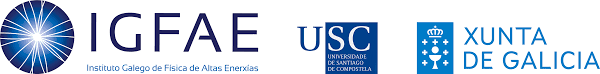 IGFAE
Instituto Galego de Física de Altas Enerxías
USC
UNIVERSIDADE
DE SANTIAGO
DE COMPOSTELA
XUNTA
DE GALICIA